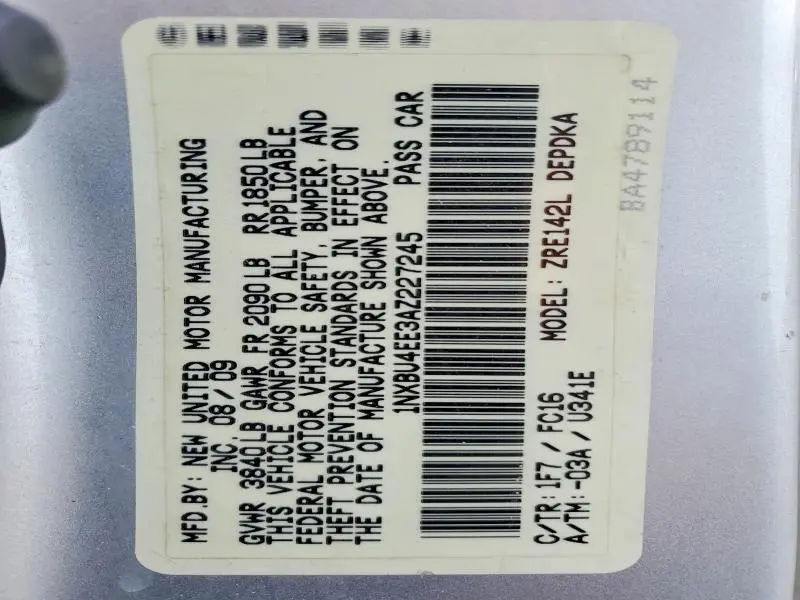 MFD.BY: NEW UNITED MOTOR MANUFACTURING
INC. 08/09
GVWR 3840LB GAWR FR 2090LB RR 1850LB
THIS VEHICLE CONFORMS TO ALL APPLICABLE
FEDERAL MOTOR VEHICLE SAFETY, BUMPER, AND
THEFT PREVENTION STANDARDS IN EFFECT ON
THE DATE OF MANUFACTURE SHOWN ABOVE.
1NXBU4EE3AZ227245 PASS CAR
C/TR: 1F7 / FC16 MODEL: ZRE142L DEPDKA
A/TM: -03A / U341E
BA4789114